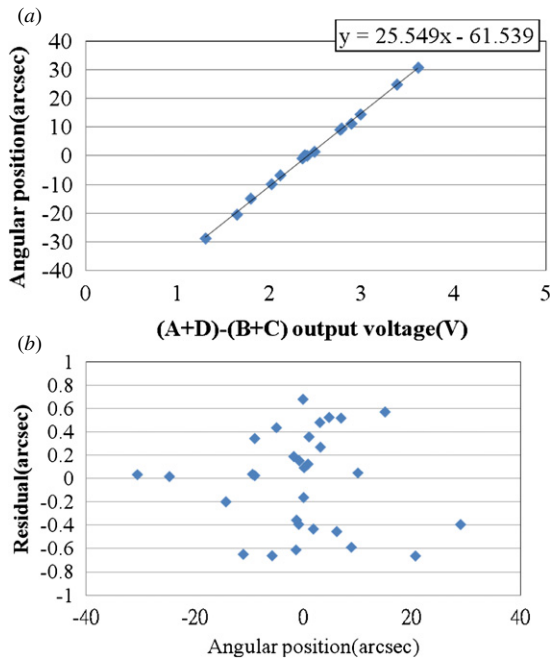 (a)
y = 25.549x - 61.539
Angular position(arcsec)
40
30
20
10
0
-10
-20
-30
-40
0 1 2 3 4 5
(A+D)-(B+C) output voltage(V)
(b)
Residual(arcsec)
1
0.8
0.6
0.4
0.2
0
-0.2
-0.4
-0.6
-0.8
-1
-40 -20 0 20 40
Angular position(arcsec)